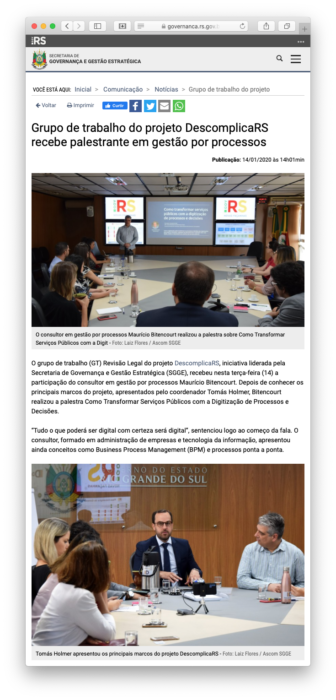 governanca.rs.gov.b
RS
SECRETARIA DE
GOVERNANÇA E GESTÃO ESTRATÉGICA
VOCÊ ESTÁ AQUI: Inicial > Comunicação > Notícias > Grupo de trabalho do projeto
Voltar Imprimir Curtir
Grupo de trabalho do projeto DescomplicaRS
recebe palestrante em gestão por processos
Publicação: 14/01/2020 às 14h01min
RS
Como transformar serviços
públicos com a digitização
de processos e decisões
RS
O consultor em gestão por processos Maurício Bitencourt realizou a palestra sobre Como Transformar
Serviços Públicos com a Digit - Foto: Laiz Flores / Ascom SGGE
O grupo de trabalho (GT) Revisão Legal do projeto DescomplicaRS, iniciativa liderada pela
Secretaria de Governança e Gestão Estratégica (SGGE), recebeu nesta terça-feira (14) a
participação do consultor em gestão por processos Maurício Bitencourt. Depois de conhecer os
principais marcos do projeto, apresentados pelo coordenador Tomás Holmer, Bitencourt
realizou a palestra Como Transformar Serviços Públicos com a Digitização de Processos e
Decisões.
"Tudo o que poderá ser digital com certeza será digital", sentenciou logo ao começo da fala. O
consultor, formado em administração de empresas e tecnologia da informação, apresentou
ainda conceitos como Business Process Management (BPM) e processos ponta a ponta.
NO DO ESTADO
GRANDE DO SUL
Tomás Holmer apresentou os principais marcos do projeto DescomplicaRS - Foto: Laiz Flores / Ascom SGGE